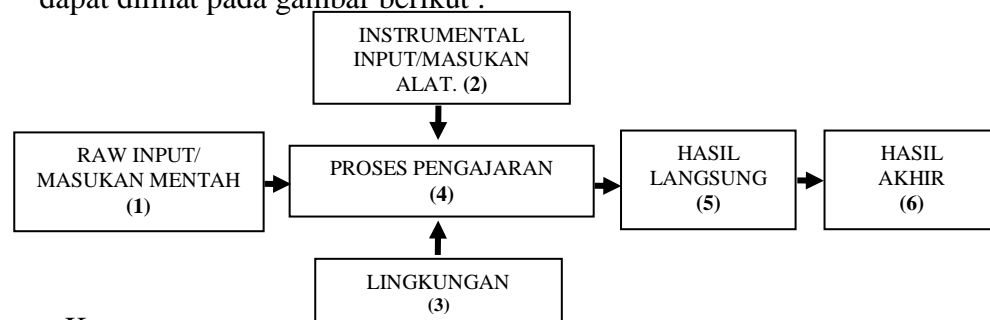 dapat dilihat pada gambar berikut :
INSTRUMENTAL
INPUT/MASUKAN
ALAT. (2)
RAW INPUT/
MASUKAN MENTAH
(1)
PROSES PENGAJARAN
(4)
HASIL
LANGSUNG
(5)
HASIL
AKHIR
(6)
LINGKUNGAN
(3)